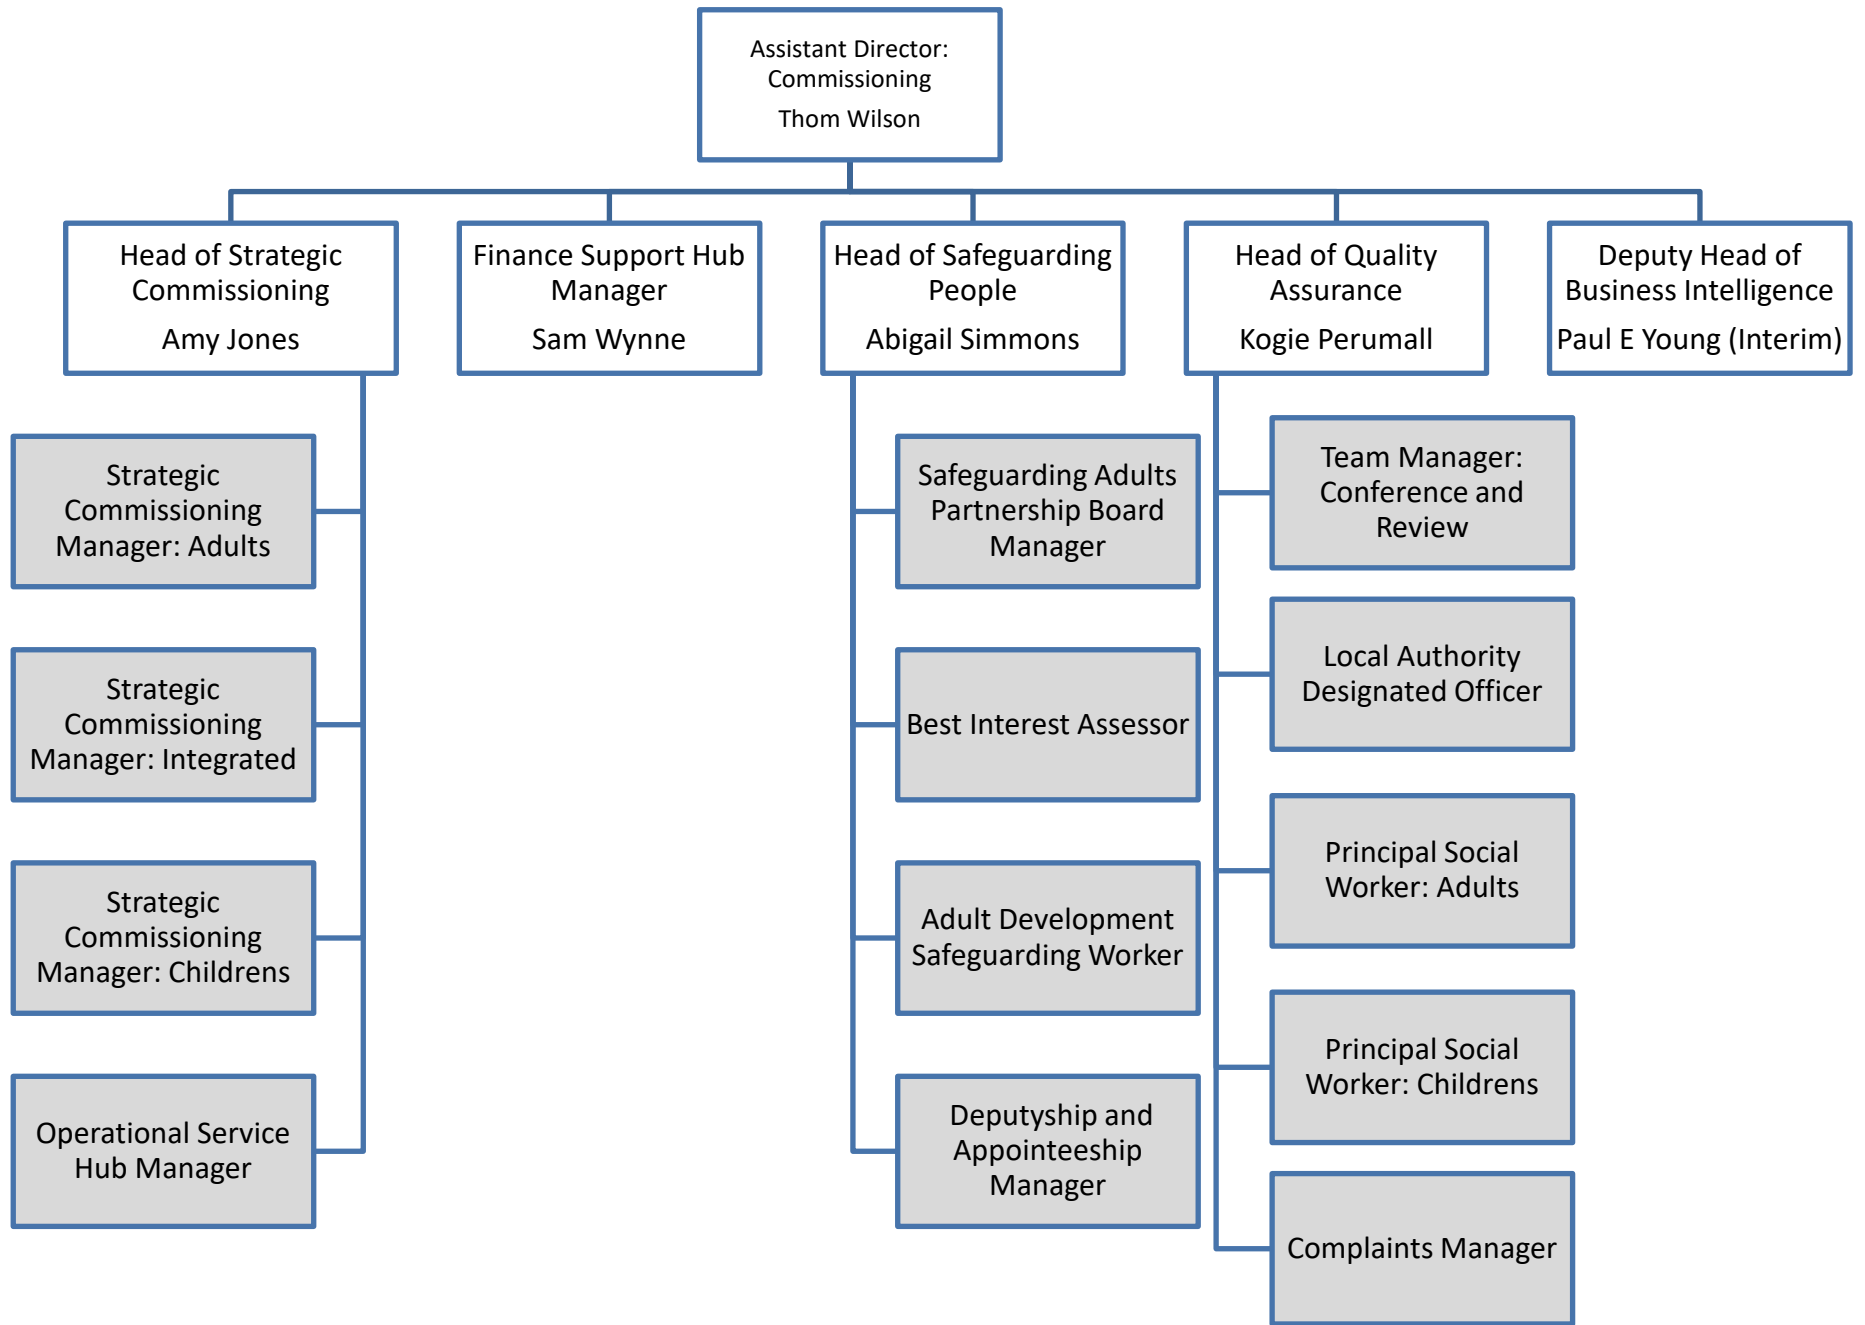 Assistant Director:
Commissioning
Thom Wilson
Head of Strategic
Commissioning
Amy Jones
Finance Support Hub
Manager
Sam Wynne
Head of Safeguarding
People
Abigail Simmons
Head of Quality
Assurance
Kogie Perumall
Deputy Head of
Business Intelligence
Paul E Young (Interim)
Strategic
Commissioning
Manager: Adults
Strategic
Commissioning
Manager: Integrated
Strategic
Commissioning
Manager: Childrens
Operational Service
Hub Manager
Safeguarding Adults
Partnership Board
Manager
Best Interest Assessor
Adult Development
Safeguarding Worker
Deputyship and
Appointeeship
Manager
Team Manager:
Conference and
Review
Local Authority
Designated Officer
Principal Social
Worker: Adults
Principal Social
Worker: Childrens
Complaints Manager